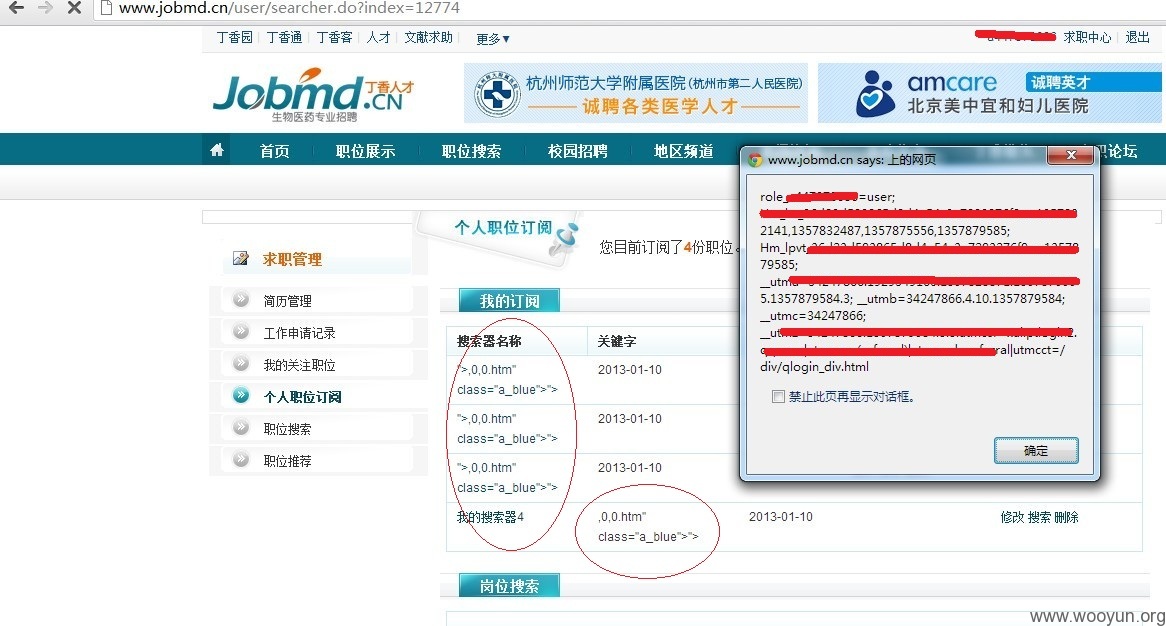 www.jobmd.cn/user/searcher.do?index=12774
丁香园 丁香通 丁香客 人才 文献求助 更多▼
求职中心 退出
Jobmd.CN 丁香人才
生物医药专业招聘
杭州师范大学附属医院(杭州市第二人民医院)
诚聘各类医学人才
amcare 诚聘英才
北京美中宜和妇儿医院
首页 职位展示 职位搜索 校园招聘 地区频道
论坛
www.jobmd.cn says: 上的网页
role_
=user;
2141,1357832487,1357875556,1357879585;
Hm_lpvt
79585;
5.1357879584.3; __utmb=34247866.4.10.1357879584;
__utmc=34247866;
ral|utmcct=/
div/qlogin_div.html
禁止此页再显示对话框。
确定
个人职位订阅
您目前订阅了4份职位。
求职管理
简历管理
工作申请记录
我的关注职位
个人职位订阅
职位搜索
职位推荐
我的订阅
搜索器名称 关键字
">,0,0.htm" 2013-01-10
class="a_blue">">
">,0,0.htm" 2013-01-10
class="a_blue">">
">,0,0.htm" 2013-01-10
class="a_blue">">
我的搜索器4 ,0,0.htm" 2013-01-10 修改 搜索 删除
class="a_blue">">
岗位搜索
www.wooyun.org